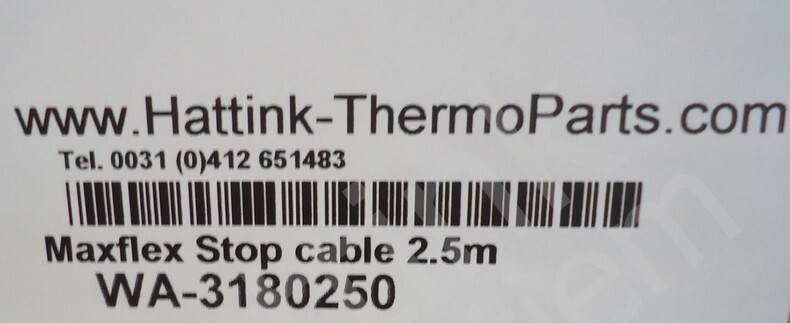 www.Hattink-ThermoParts.com
Tel. 0031 (0)412 651483
Maxflex Stop cable 2.5m
WA-3180250